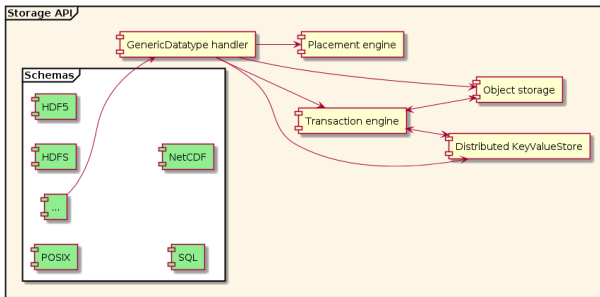 Storage API
GenericDatatype handler
Placement engine
Schemas
HDF5
Object storage
Transaction engine
HDFS
NetCDF
Distributed KeyValueStore
...
POSIX
SQL